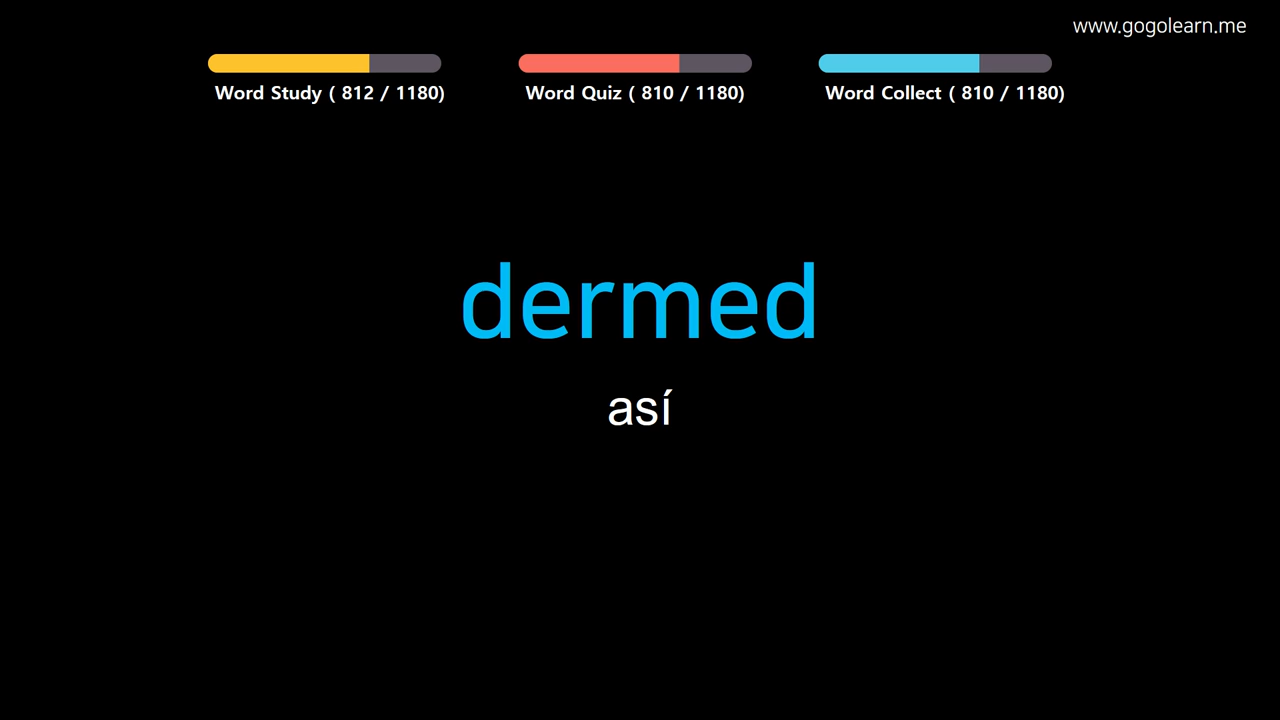 www.gogolearn.me
Word Study ( 812 / 1180)
Word Quiz ( 810 / 1180)
Word Collect ( 810 / 1180)
dermed
así